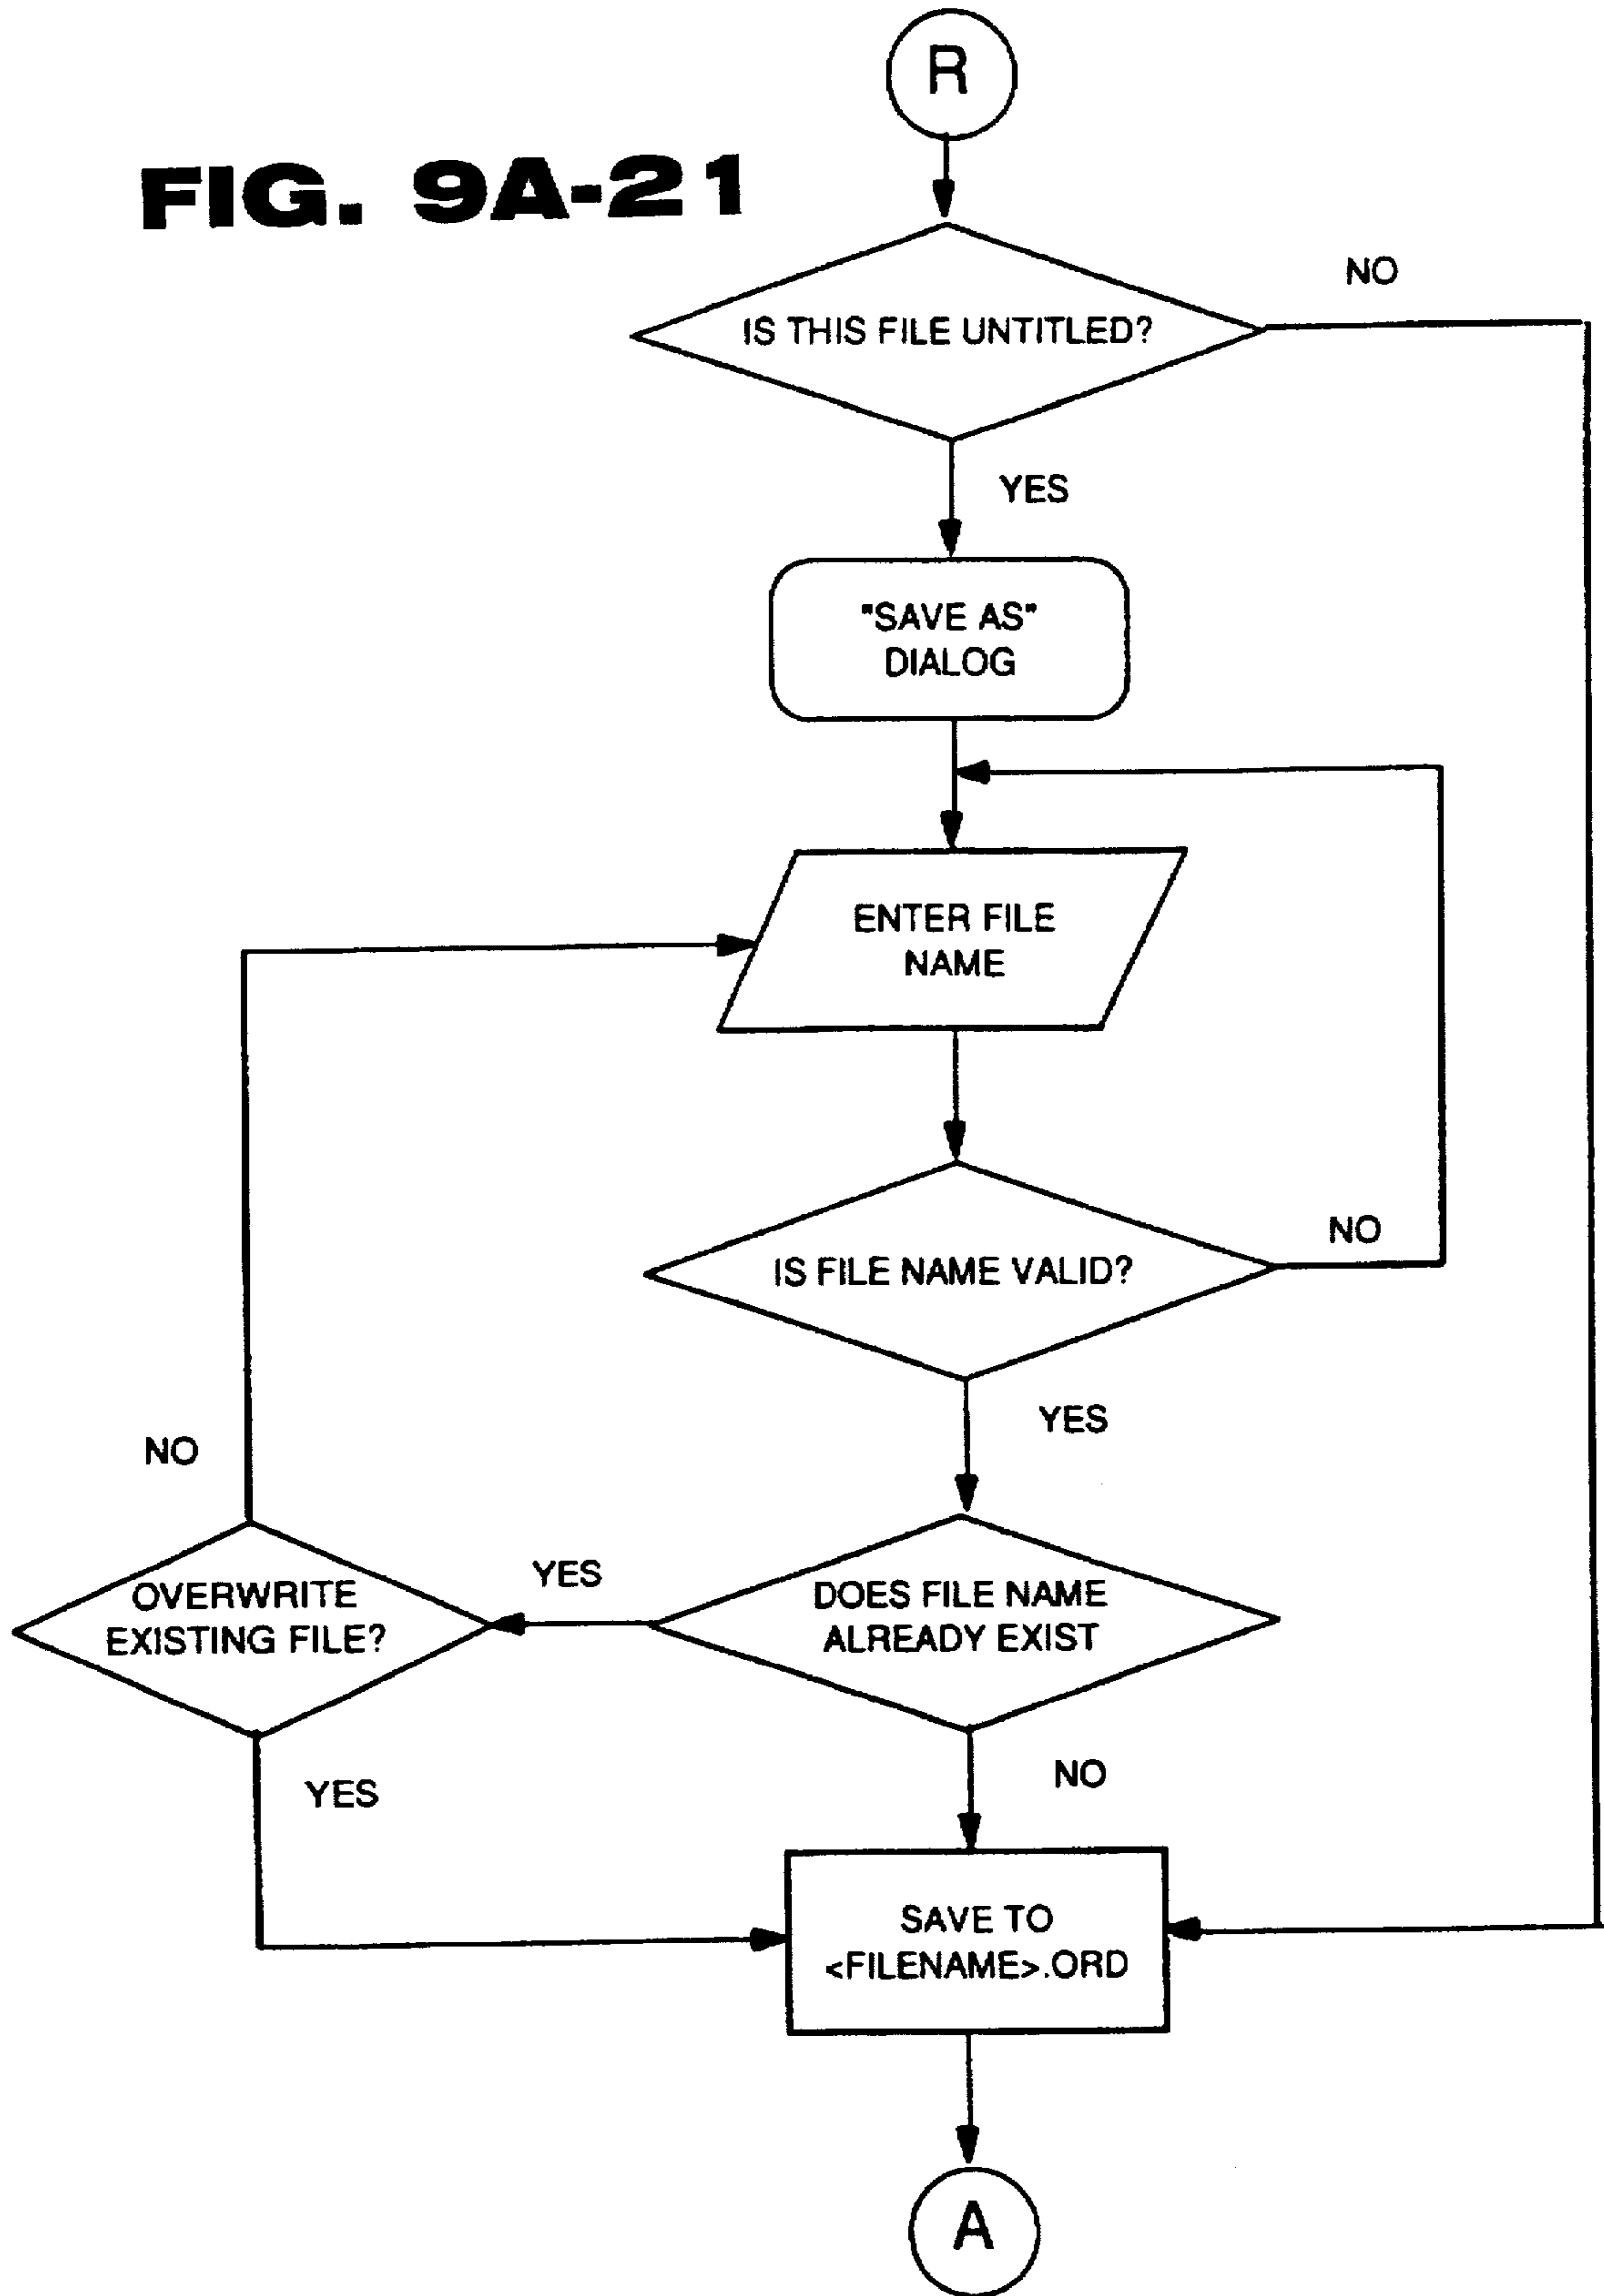 R
FIG. 9A-21
IS THIS FILE UNTITLED?
NO
YES
"SAVE AS"
DIALOG
ENTER FILE
NAME
IS FILE NAME VALID?
NO
YES
NO
OVERWRITE
EXISTING FILE?
YES
DOES FILE NAME
ALREADY EXIST
YES
NO
SAVE TO
<FILENAME>.ORD
A